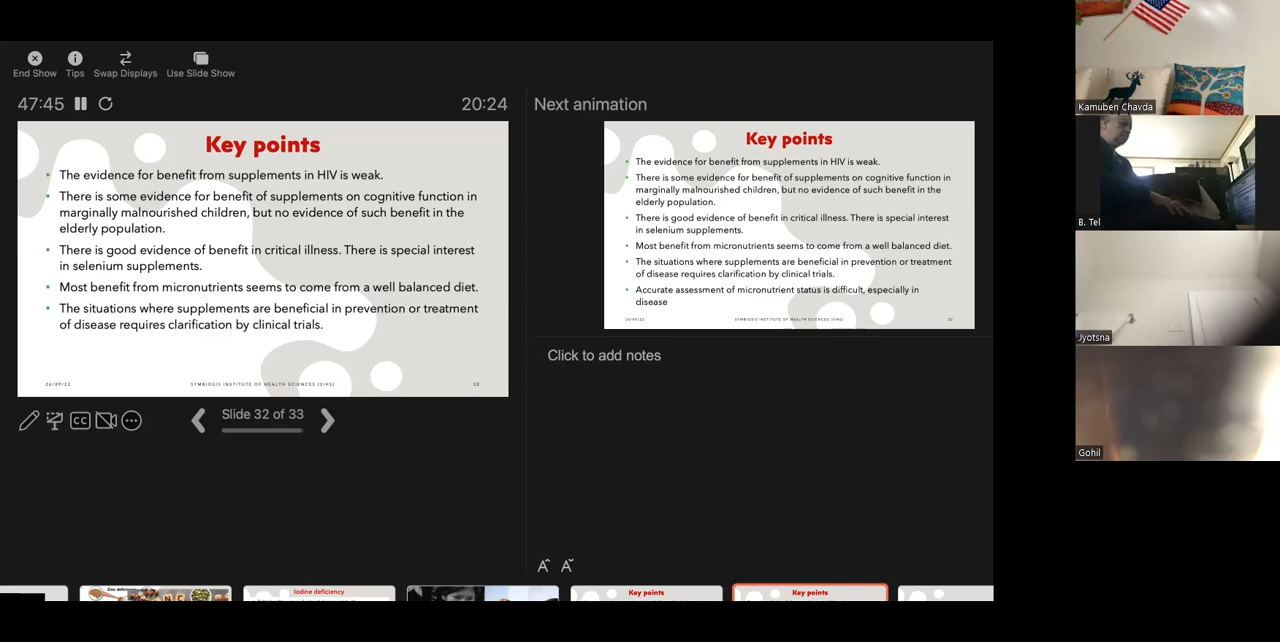 End Show
Tips
Swap Displays
Use Slide Show
47:45
20:24
Key points
• The evidence for benefit from supplements in HIV is weak.
• There is some evidence for benefit of supplements on cognitive function in
marginally malnourished children, but no evidence of such benefit in the
elderly population.
• There is good evidence of benefit in critical illness. There is special interest
in selenium supplements.
• Most benefit from micronutrients seems to come from a well balanced diet.
• The situations where supplements are beneficial in prevention or treatment
of disease requires clarification by clinical trials.
26/09/22
SYMBIOSIS INSTITUTE OF HEALTH SCIENCES (SIHS)
32
CC
Slide 32 of 33
Next animation
Key points
• The evidence for benefit from supplements in HIV is weak.
• There is some evidence for benefit of supplements on cognitive function in
marginally malnourished children, but no evidence of such benefit in the
elderly population.
• There is good evidence of benefit in critical illness. There is special interest
in selenium supplements.
• Most benefit from micronutrients seems to come from a well balanced diet.
• The situations where supplements are beneficial in prevention or treatment
of disease requires clarification by clinical trials.
• Accurate assessment of micronutrient status is difficult, especially in
disease
26/09/22
SYMBIOSIS INSTITUTE OF HEALTH SCIENCES (SIHS)
32
Click to add notes
A A
Zinc deficiency
Iodine deficiency
Key points
Key points
Kamuben Chavda
B. Tel
Jyotsna
Gohil